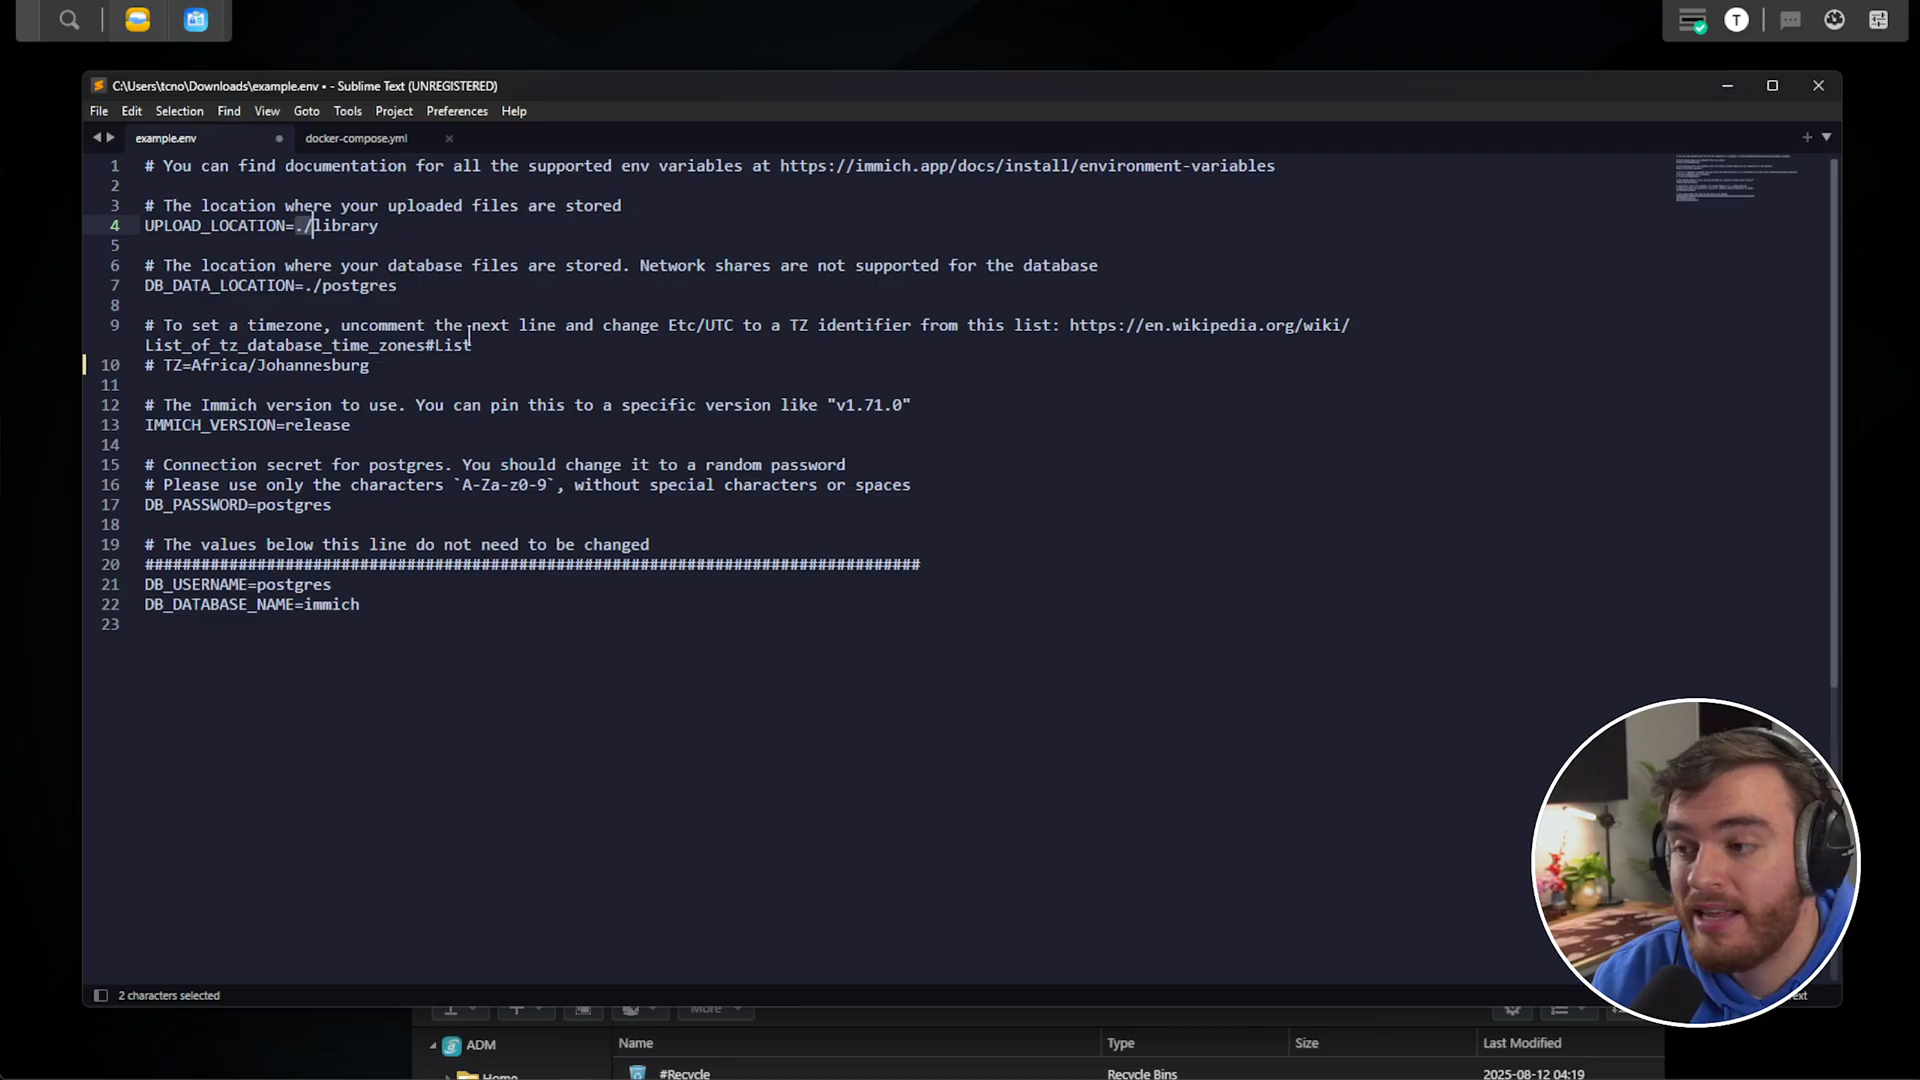 T
C:\Users\tcno\Downloads\example.env • - Sublime Text (UNREGISTERED)
File Edit Selection Find View Goto Tools Project Preferences Help
example.env docker-compose.yml
1 # You can find documentation for all the supported env variables at https://immich.app/docs/install/environment-variables
2
3 # The location where your uploaded files are stored
4 UPLOAD_LOCATION=./library
5
6 # The location where your database files are stored. Network shares are not supported for the database
7 DB_DATA_LOCATION=./postgres
8
9 # To set a timezone, uncomment the next line and change Etc/UTC to a TZ identifier from this list: https://en.wikipedia.org/wiki/
List_of_tz_database_time_zones#List
10 # TZ=Africa/Johannesburg
11
12 # The Immich version to use. You can pin this to a specific version like "v1.71.0"
13 IMMICH_VERSION=release
14
15 # Connection secret for postgres. You should change it to a random password
16 # Please use only the characters `A-Za-z0-9`, without special characters or spaces
17 DB_PASSWORD=postgres
18
19 # The values below this line do not need to be changed
20 ###################################################################################
21 DB_USERNAME=postgres
22 DB_DATABASE_NAME=immich
23
2 characters selected
More
ADM Name Type Size Last Modified
Home #Recycle Recycle Bins 2025-08-12 04:19